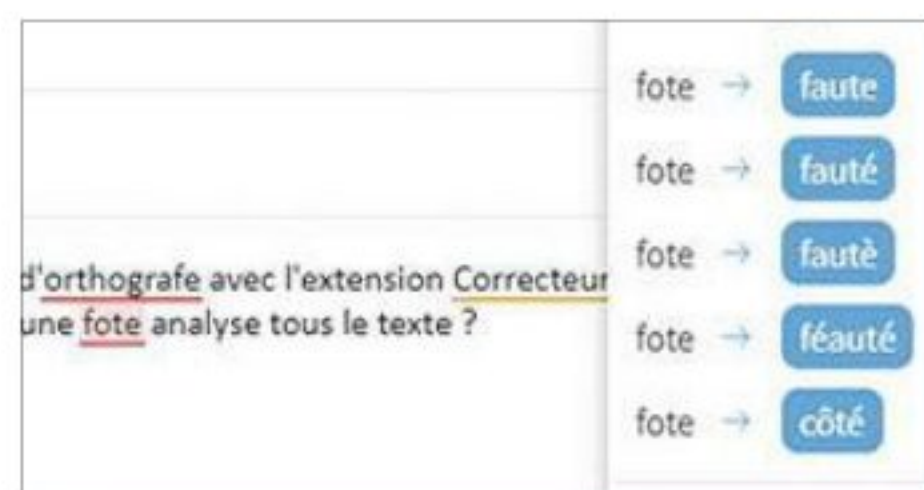 d'orthografe avec l'extension Correcteur
une fote analyse tous le texte ?
fote → faute
fote → fauté
fote → fautè
fote → féauté
fote → côté